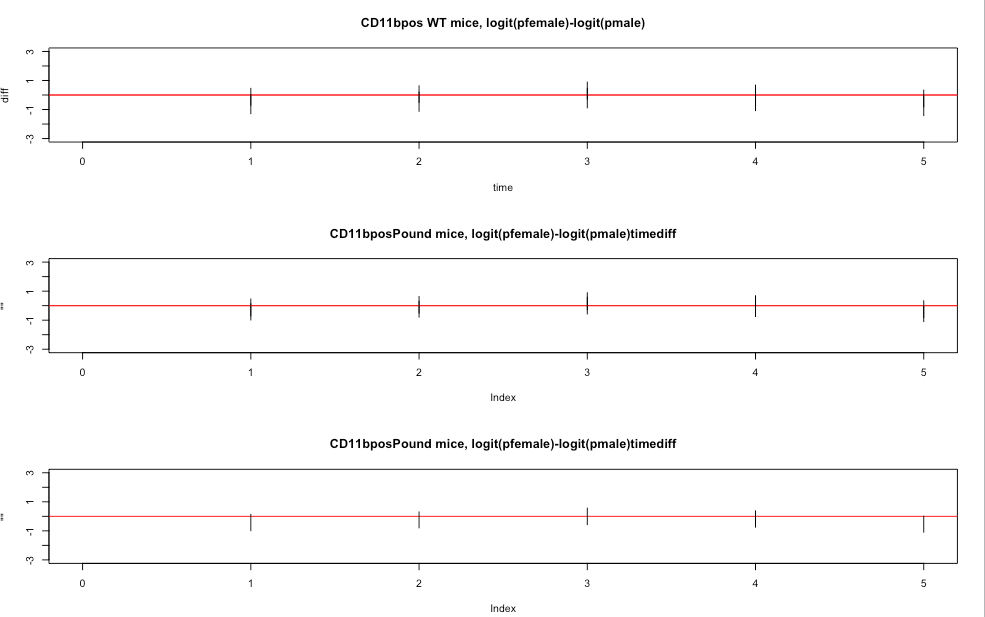 CD11bpos WT mice, logit(pfemale)-logit(pmale)
diff
3
1
-1
-3
0 1 2 3 4 5
time
CD11bposPound mice, logit(pfemale)-logit(pmale)timediff
""
3
1
-1
-3
0 1 2 3 4 5
Index
CD11bposPound mice, logit(pfemale)-logit(pmale)timediff
""
3
1
-1
-3
0 1 2 3 4 5
Index